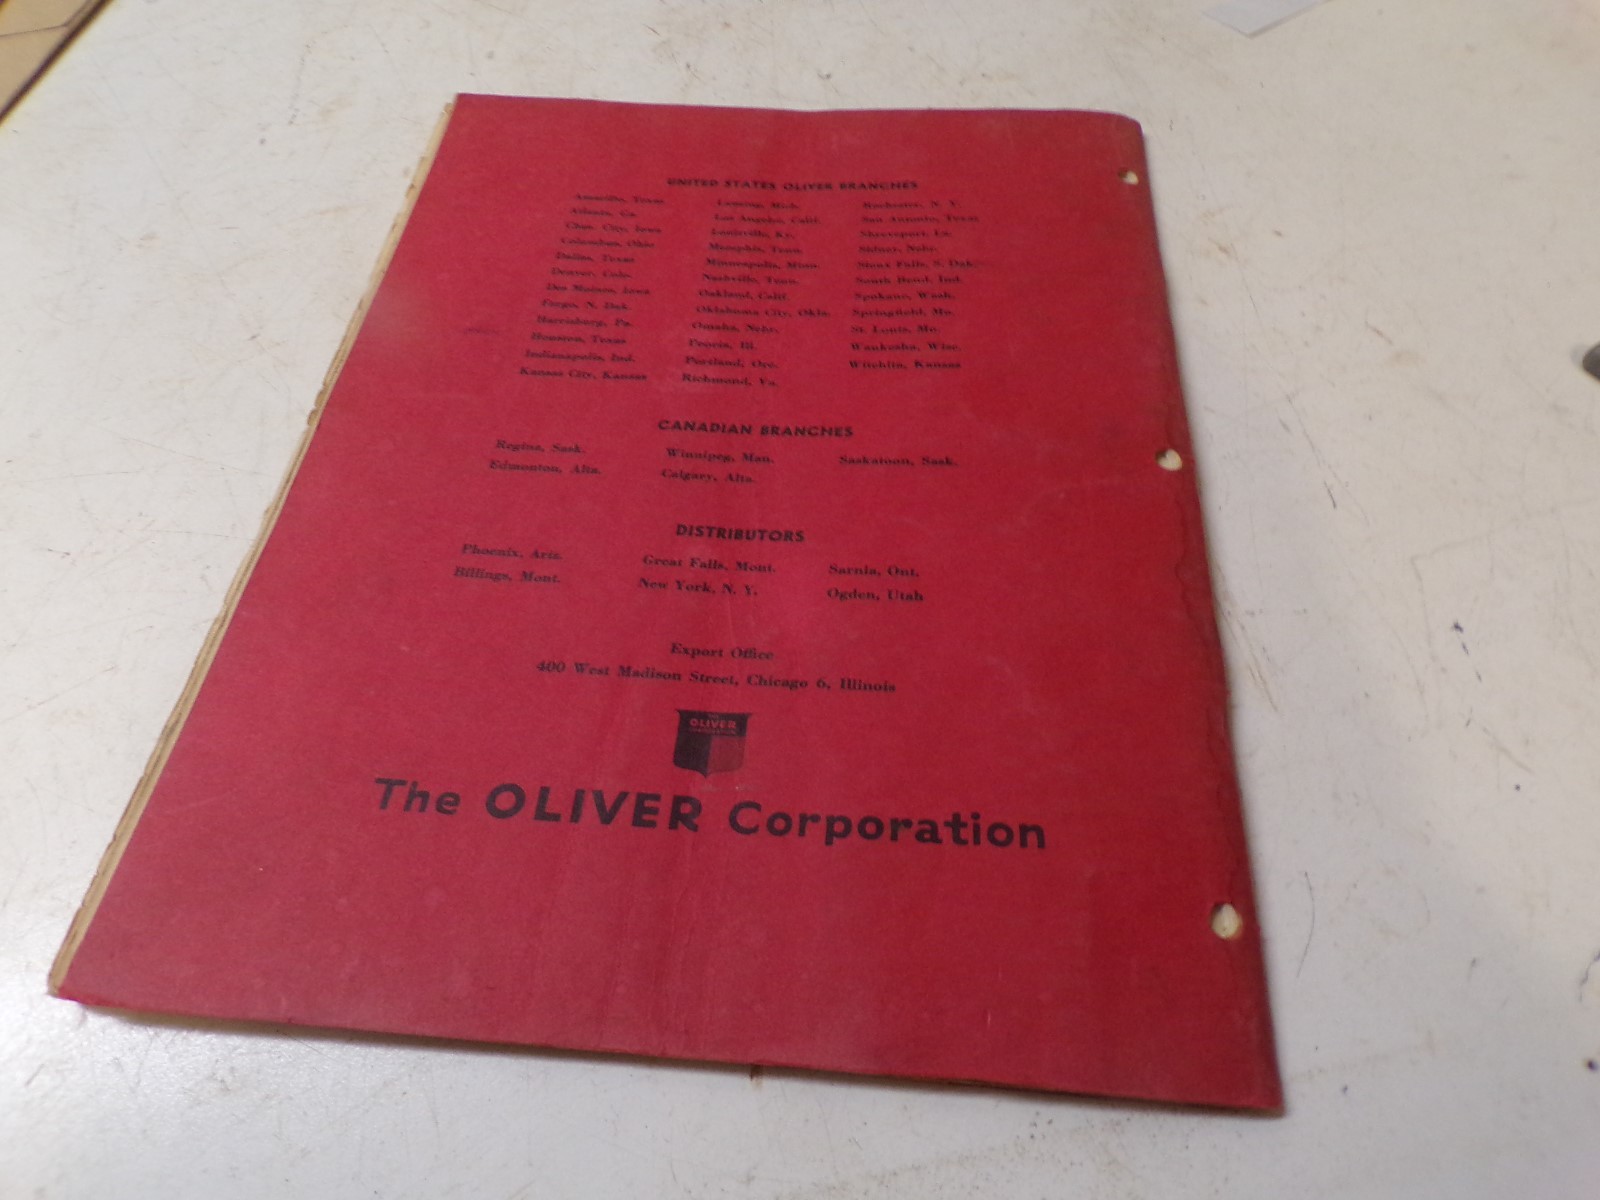 UNITED STATES OLIVER BRANCHES
Amarillo, Texas Lansing, Mich. Rochester, N. Y.
Atlanta, Ga. Los Angeles, Calif. San Antonio, Texas
Chas. City, Iowa Louisville, Ky. Shreveport, La.
Columbus, Ohio Memphis, Tenn. Sidney, Nebr.
Dallas, Texas Minneapolis, Minn. Sioux Falls, S. Dak.
Denver, Colo. Nashville, Tenn. South Bend, Ind.
Des Moines, Iowa Oakland, Calif. Spokane, Wash.
Fargo, N. Dak. Oklahoma City, Okla. Springfield, Mo.
Harrisburg, Pa. Omaha, Nebr. St. Louis, Mo.
Houston, Texas Peoria, Ill. Waukesha, Wisc.
Indianapolis, Ind. Portland, Ore. Witchita, Kansas
Kansas City, Kansas Richmond, Va.
CANADIAN BRANCHES
Regina, Sask. Winnipeg, Man. Saskatoon, Sask.
Edmonton, Alta. Calgary, Alta.
DISTRIBUTORS
Phoenix, Ariz. Great Falls, Mont. Sarnia, Ont.
Billings, Mont. New York, N. Y. Ogden, Utah
Export Office
400 West Madison Street, Chicago 6, Illinois
THE
OLIVER
CORPORATION
The OLIVER Corporation